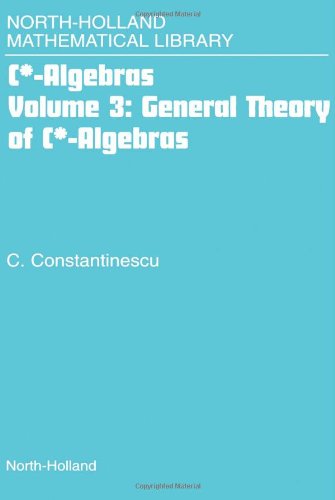 NORTH-HOLLAND
MATHEMATICAL LIBRARY
C*-Algebras
Volume 3: General Theory
of C*-Algebras
C. Constantinescu
North-Holland